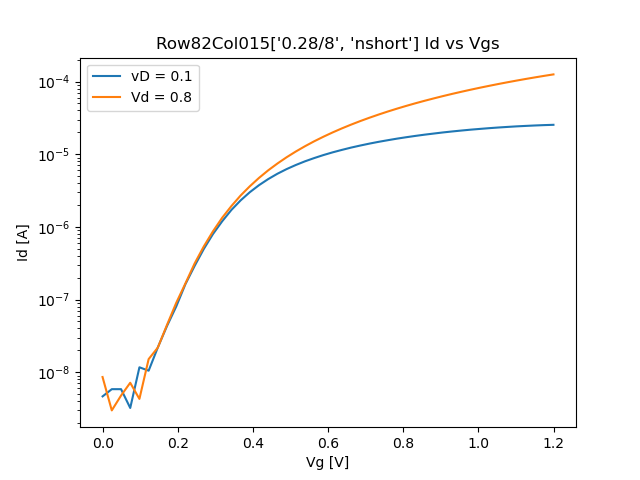 Row82Col015['0.28/8', 'nshort'] Id vs Vgs
vD = 0.1
Vd = 0.8
Id [A]
10⁻⁴
10⁻⁵
10⁻⁶
10⁻⁷
10⁻⁸
0.0 0.2 0.4 0.6 0.8 1.0 1.2
Vg [V]